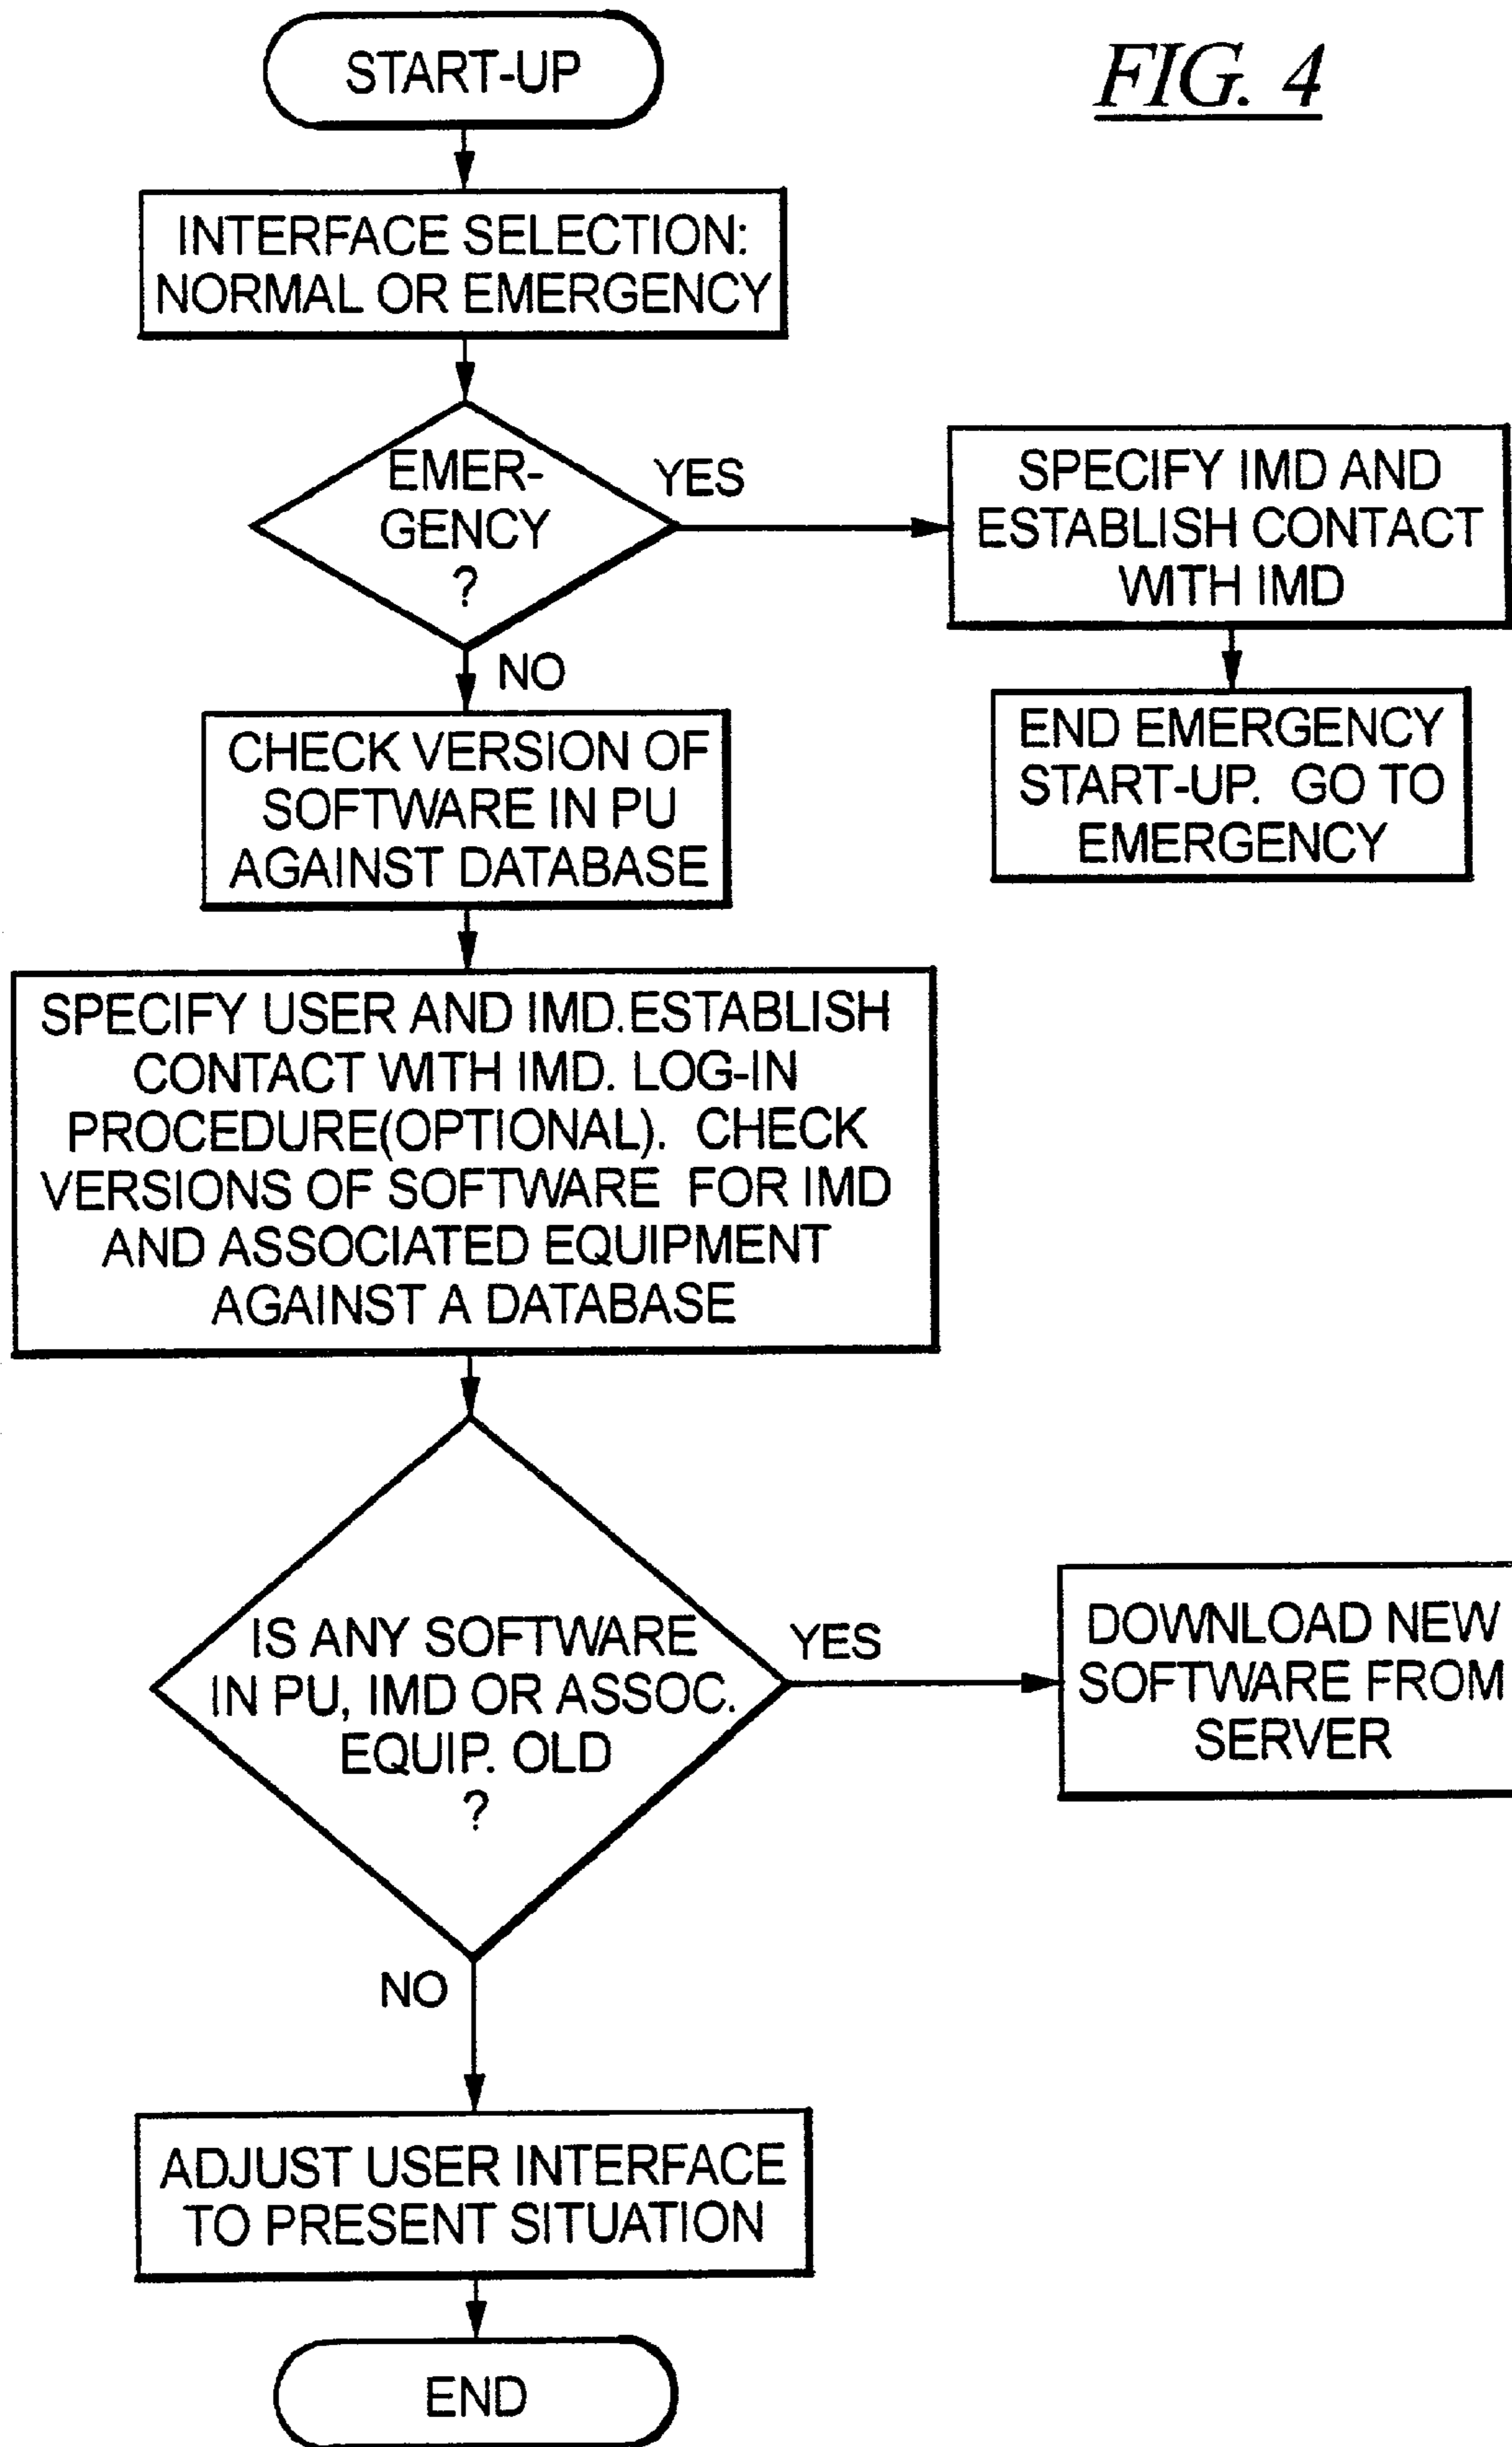 START-UP
FIG. 4
INTERFACE SELECTION:
NORMAL OR EMERGENCY
EMER-
GENCY
?
YES
SPECIFY IMD AND
ESTABLISH CONTACT
WITH IMD
NO
END EMERGENCY
START-UP. GO TO
EMERGENCY
CHECK VERSION OF
SOFTWARE IN PU
AGAINST DATABASE
SPECIFY USER AND IMD.ESTABLISH
CONTACT WITH IMD. LOG-IN
PROCEDURE(OPTIONAL). CHECK
VERSIONS OF SOFTWARE FOR IMD
AND ASSOCIATED EQUIPMENT
AGAINST A DATABASE
IS ANY SOFTWARE
IN PU, IMD OR ASSOC.
EQUIP. OLD
?
YES
DOWNLOAD NEW
SOFTWARE FROM
SERVER
NO
ADJUST USER INTERFACE
TO PRESENT SITUATION
END